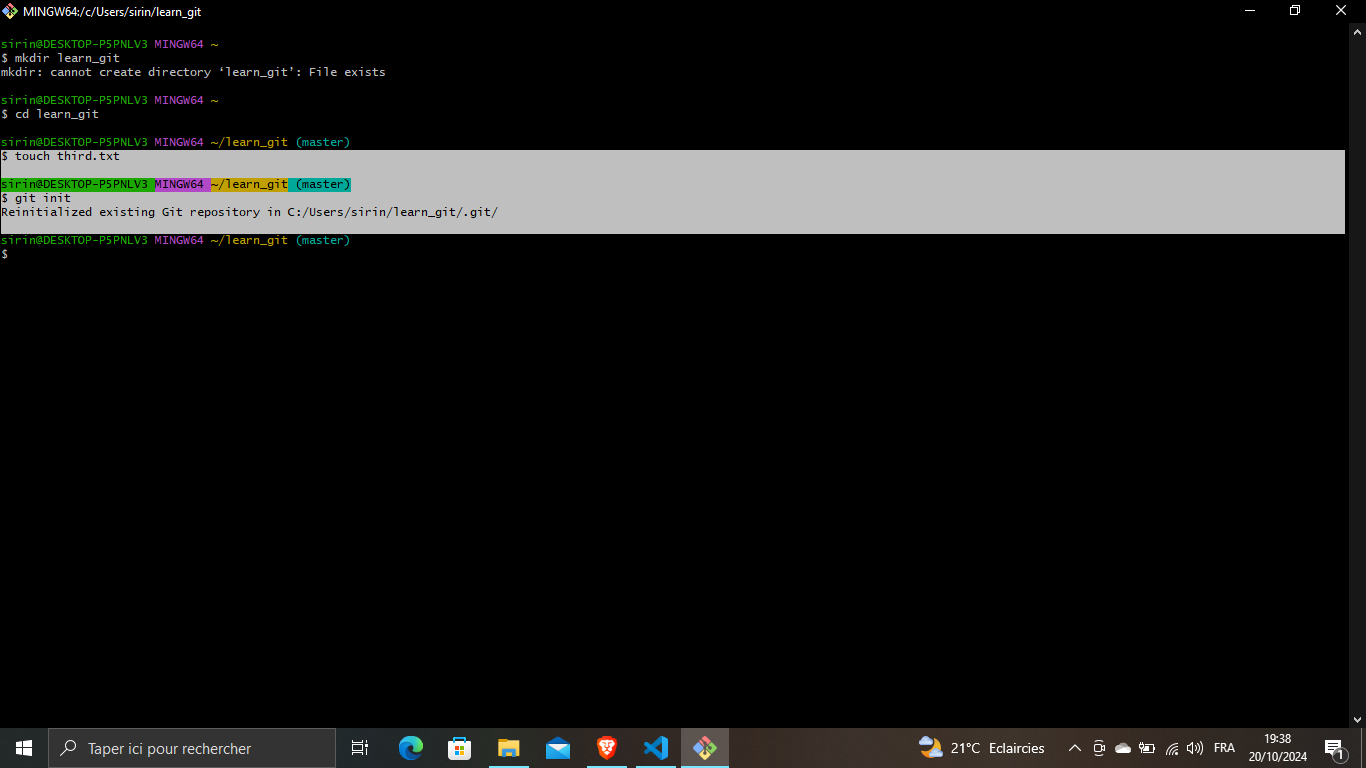 MINGW64:/c/Users/sirin/learn_git
sirin@DESKTOP-P5PNLV3 MINGW64 ~
$ mkdir learn_git
mkdir: cannot create directory ‘learn_git’: File exists
sirin@DESKTOP-P5PNLV3 MINGW64 ~
$ cd learn_git
sirin@DESKTOP-P5PNLV3 MINGW64 ~/learn_git (master)
$ touch third.txt
sirin@DESKTOP-P5PNLV3 MINGW64 ~/learn_git (master)
$ git init
Reinitialized existing Git repository in C:/Users/sirin/learn_git/.git/
sirin@DESKTOP-P5PNLV3 MINGW64 ~/learn_git (master)
$
Taper ici pour rechercher
21°C Eclaircies
FRA
19:38
20/10/2024
1